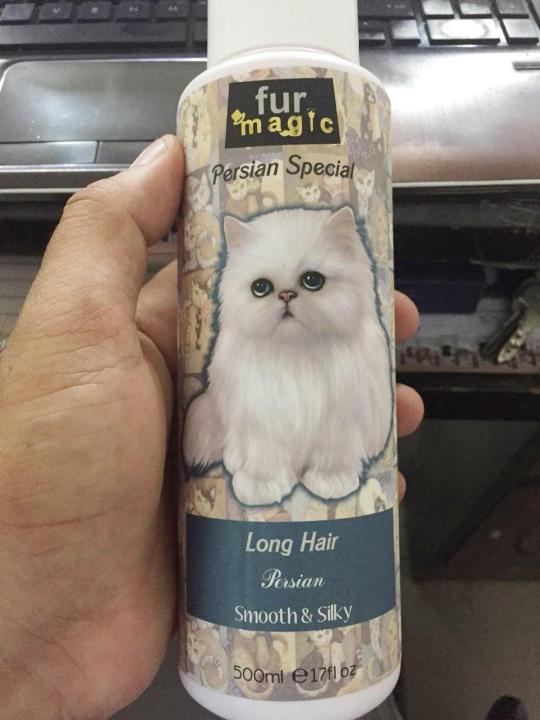 fur
magic
Persian Special
Long Hair
Persian
Smooth & Silky
500ml ℮17fl oz